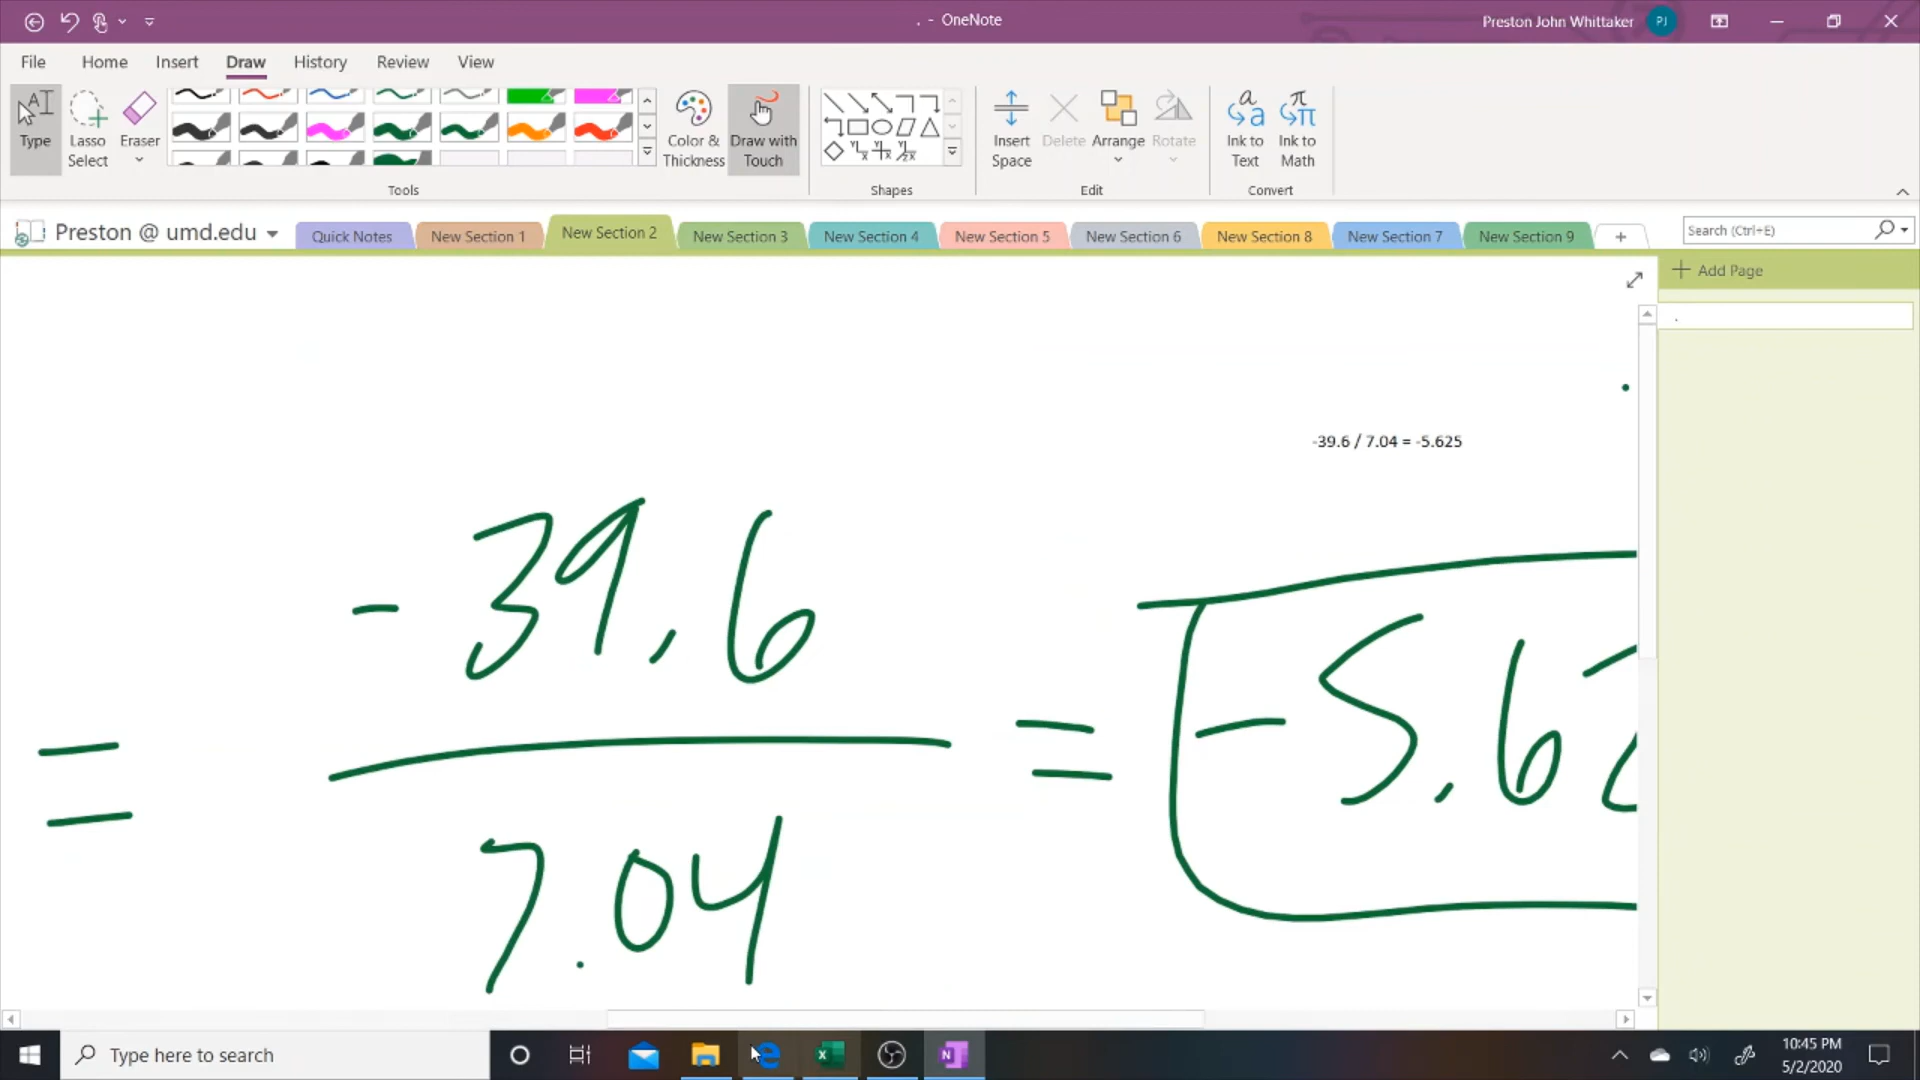 . - OneNote
Preston John Whittaker
PJ
File Home Insert Draw History Review View
Type
Lasso Select
Eraser
Color & Thickness
Draw with Touch
Insert Space
Delete
Arrange
Rotate
Ink to Text
Ink to Math
Tools
Shapes
Edit
Convert
Preston @ umd.edu
Quick Notes
New Section 1
New Section 2
New Section 3
New Section 4
New Section 5
New Section 6
New Section 7
New Section 8
New Section 9
Search (Ctrl+E)
Add Page
.
-39.6 / 7.04 = -5.625
= -39.6 / 7.04 = -5.62
Type here to search
10:45 PM
5/2/2020